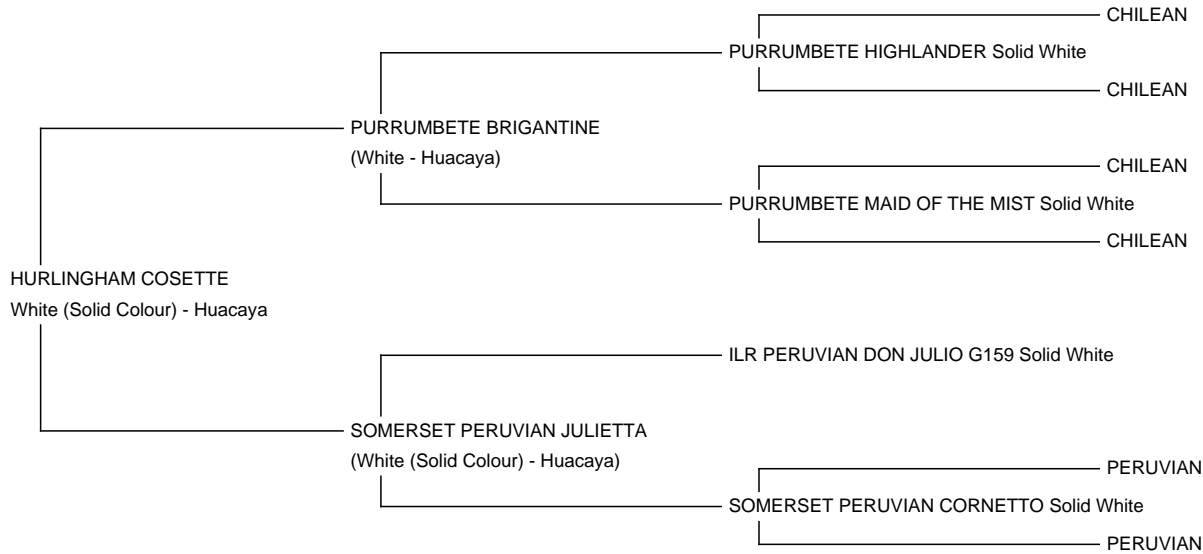 CHILEAN
PURRUMBETE HIGHLANDER Solid White
CHILEAN
PURRUMBETE BRIGANTINE
(White - Huacaya)
CHILEAN
PURRUMBETE MAID OF THE MIST Solid White
CHILEAN
HURLINGHAM COSETTE
White (Solid Colour) - Huacaya
ILR PERUVIAN DON JULIO G159 Solid White
SOMERSET PERUVIAN JULIETTA
(White (Solid Colour) - Huacaya)
PERUVIAN
SOMERSET PERUVIAN CORNETTO Solid White
PERUVIAN